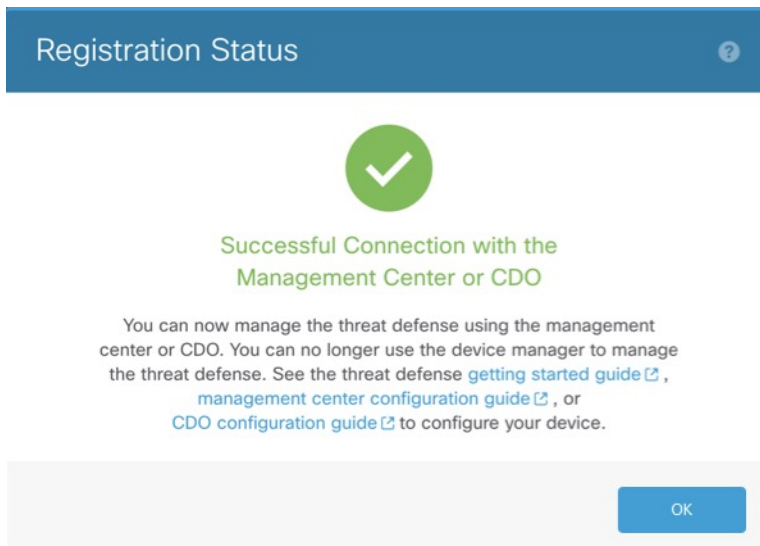 Registration Status
?
Successful Connection with the
Management Center or CDO
You can now manage the threat defense using the management
center or CDO. You can no longer use the device manager to manage
the threat defense. See the threat defense getting started guide ,
management center configuration guide , or
CDO configuration guide to configure your device.
OK